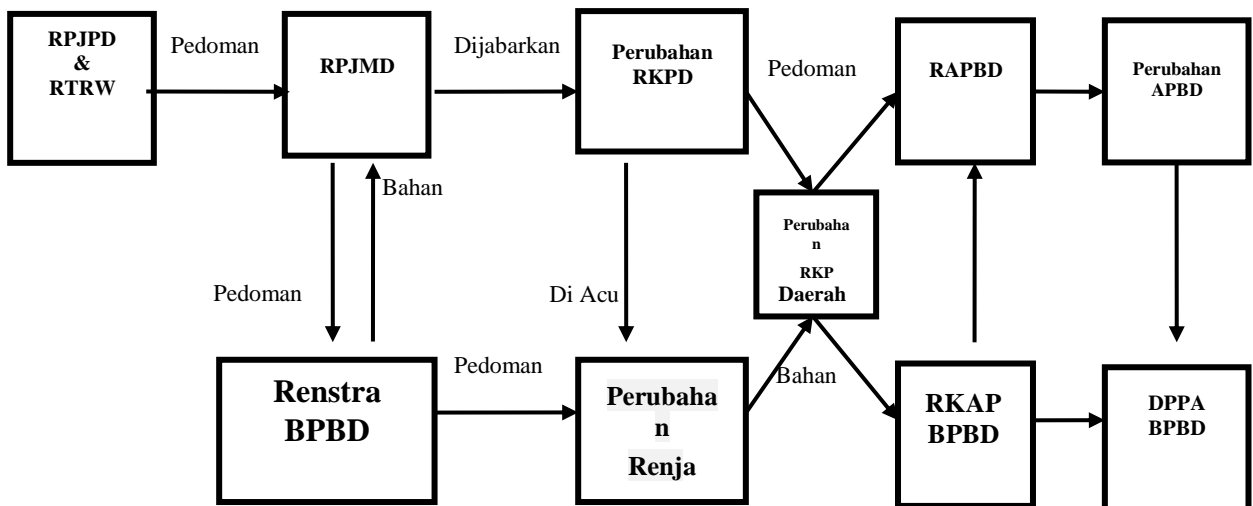 RPJPD
&
RTRW
Pedoman
RPJMD
Dijabarkan
Perubahan
RKPD
Pedoman
RAPBD
Perubahan
APBD
Bahan
Perubaha
n
RKP
Daerah
Pedoman
Di Acu
Renstra
BPBD
Pedoman
Perubaha
n
Renja
Bahan
RKAP
BPBD
DPPA
BPBD